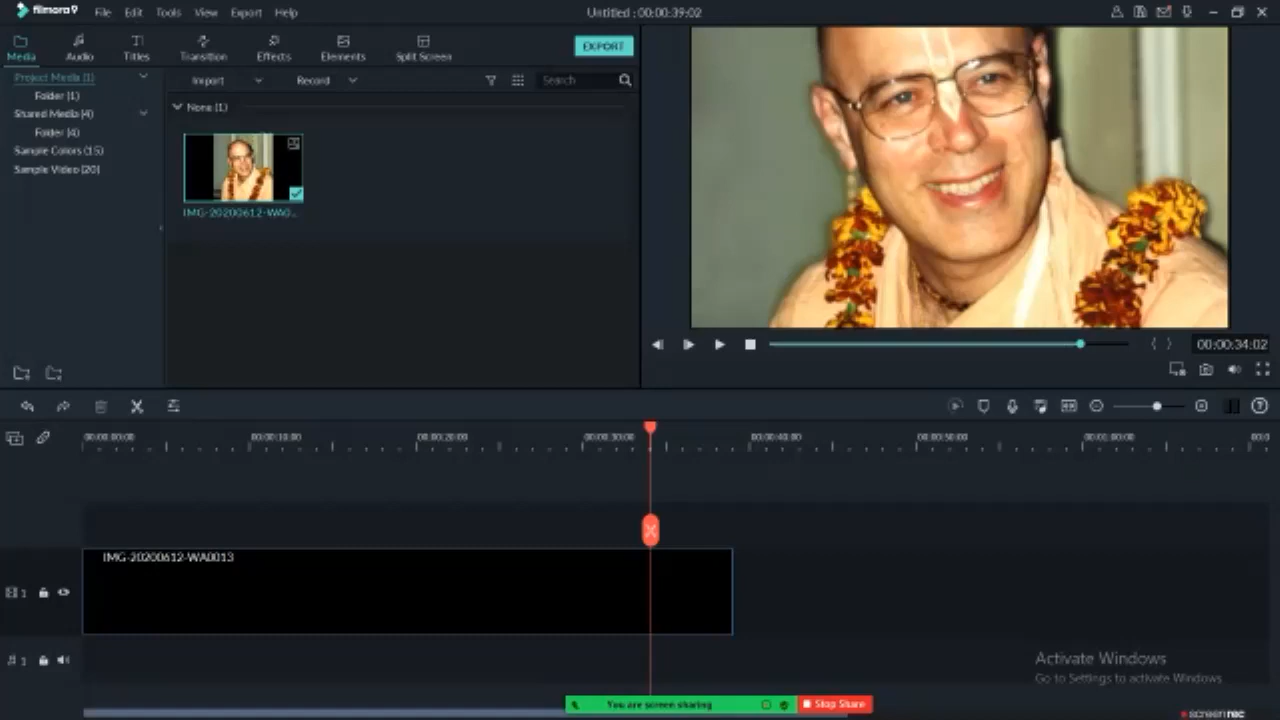 filmora9 File Edit Tools View Export Help Untitled : 00:00:39:02
Media Audio Titles Transition Effects Elements Split Screen EXPORT
Project Media (1) Import Record Search
Folder (1) None (1)
Shared Media (4)
Folder (4)
Sample Colors (15)
Sample Video (20)
IMG-20200612-WA0...
00:00:34:02
00:00:00:00 00:00:10:00 00:00:20:00 00:00:30:00 00:00:40:00 00:00:50:00 00:01:00:00 00:0
IMG-20200612-WA0013
1
1
Activate Windows
Go to Settings to activate Windows
You are screen sharing Stop Share
screenrec